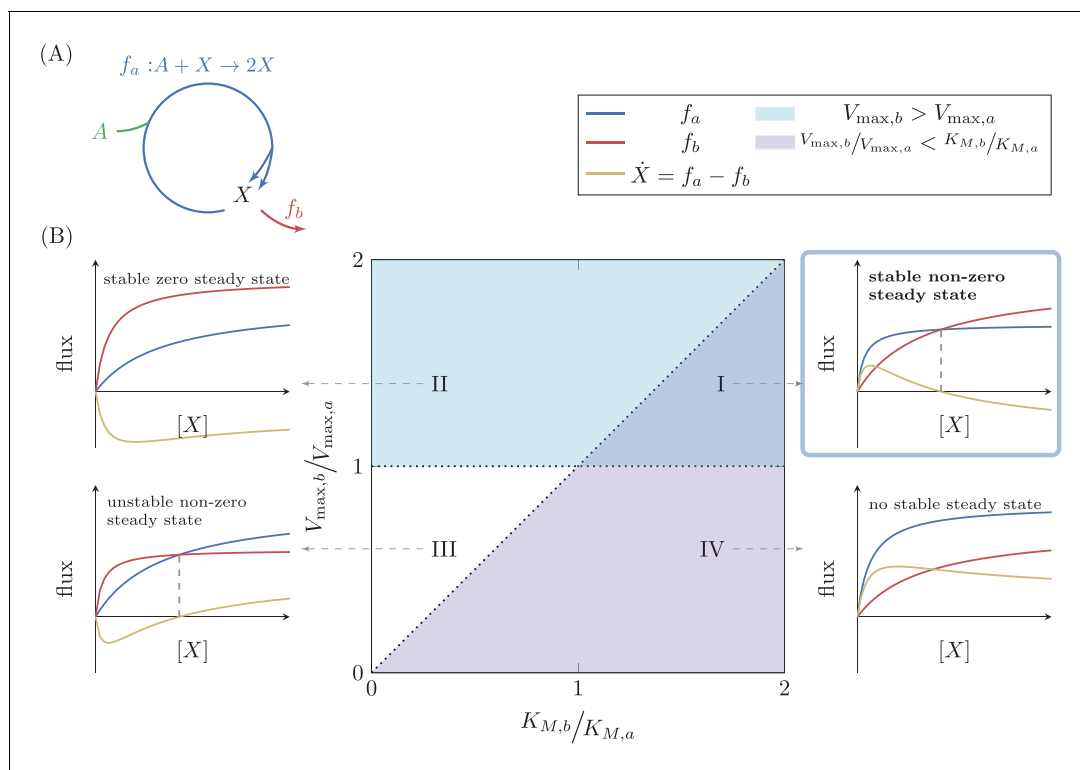 (A)
f_a : A + X → 2X
A
X
f_b
f_a
f_b
Ẋ = f_a − f_b
V_max,b > V_max,a
V_max,b/V_max,a < K_M,b/K_M,a
(B)
stable zero steady state
flux
[X]
unstable non-zero
steady state
flux
[X]
2
1
0
V_max,b/V_max,a
II
I
III
IV
0
1
2
K_M,b/K_M,a
stable non-zero
steady state
flux
[X]
no stable steady state
flux
[X]